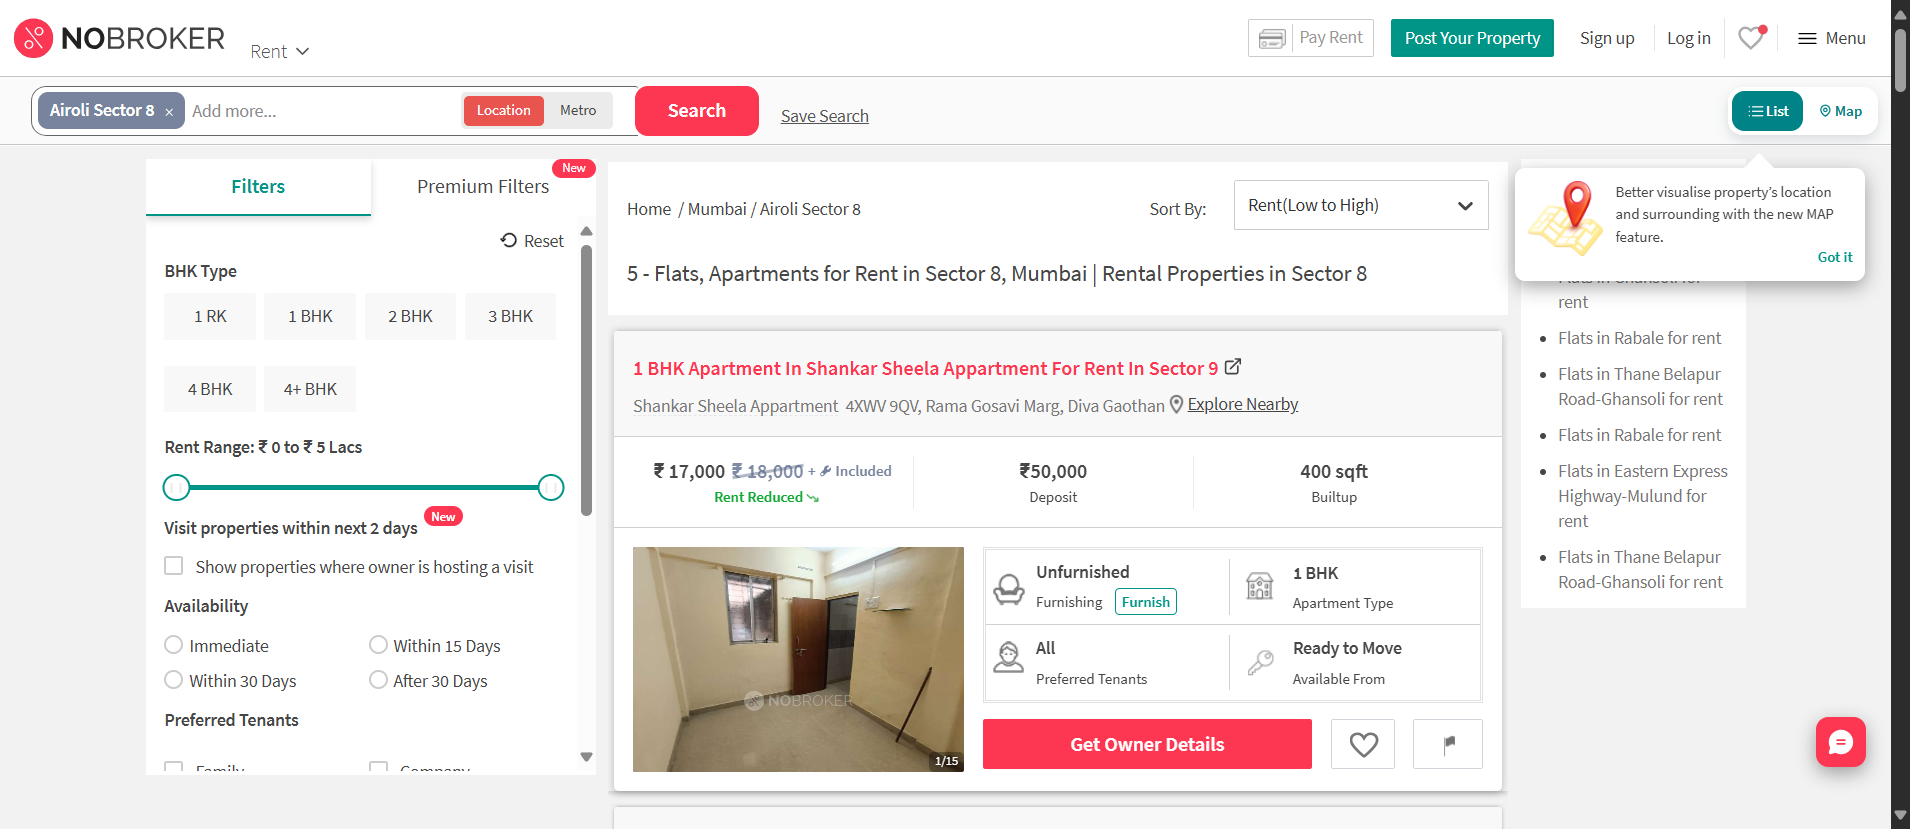 NOBROKER
Rent
Pay Rent
Post Your Property
Sign up
Log in
Menu
Airoli Sector 8 ×
Add more...
Location
Metro
Search
Save Search
List
Map
Filters
Premium Filters
New
Reset
BHK Type
1 RK
1 BHK
2 BHK
3 BHK
4 BHK
4+ BHK
Rent Range: ₹ 0 to ₹ 5 Lacs
Visit properties within next 2 days
New
Show properties where owner is hosting a visit
Availability
Immediate
Within 15 Days
Within 30 Days
After 30 Days
Preferred Tenants
Family
Company
Home / Mumbai / Airoli Sector 8
Sort By:
Rent(Low to High)
5 - Flats, Apartments for Rent in Sector 8, Mumbai | Rental Properties in Sector 8
1 BHK Apartment In Shankar Sheela Appartment For Rent In Sector 9
Shankar Sheela Appartment 4XWV 9QV, Rama Gosavi Marg, Diva Gaothan
Explore Nearby
₹ 17,000 ₹ 18,000 + Included
Rent Reduced
₹50,000
Deposit
400 sqft
Builtup
NOBROKER
1/15
Unfurnished
Furnishing
Furnish
1 BHK
Apartment Type
All
Preferred Tenants
Ready to Move
Available From
Get Owner Details
Better visualise property's location
and surrounding with the new MAP
feature.
Got it
Flats in Ghansoli for
rent
Flats in Rabale for rent
Flats in Thane Belapur
Road-Ghansoli for rent
Flats in Rabale for rent
Flats in Eastern Express
Highway-Mulund for
rent
Flats in Thane Belapur
Road-Ghansoli for rent